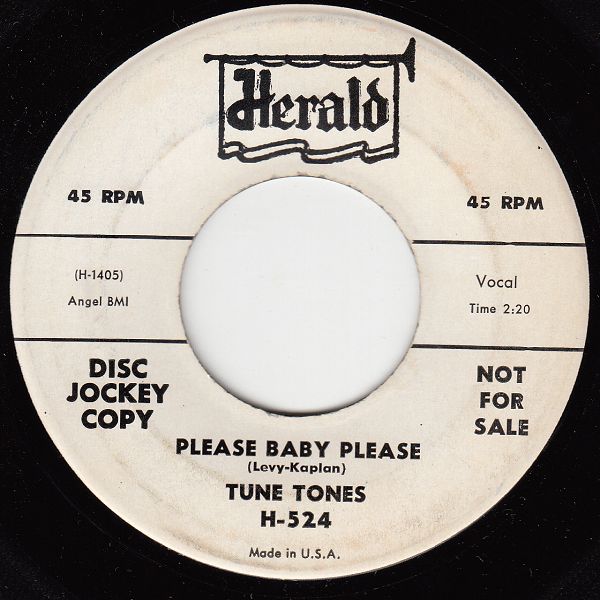 Herald
45 RPM
45 RPM
(H-1405)
Angel BMI
Vocal
Time 2:20
DISC
JOCKEY
COPY
NOT
FOR
SALE
PLEASE BABY PLEASE
(Levy-Kaplan)
TUNE TONES
H-524
Made in U.S.A.